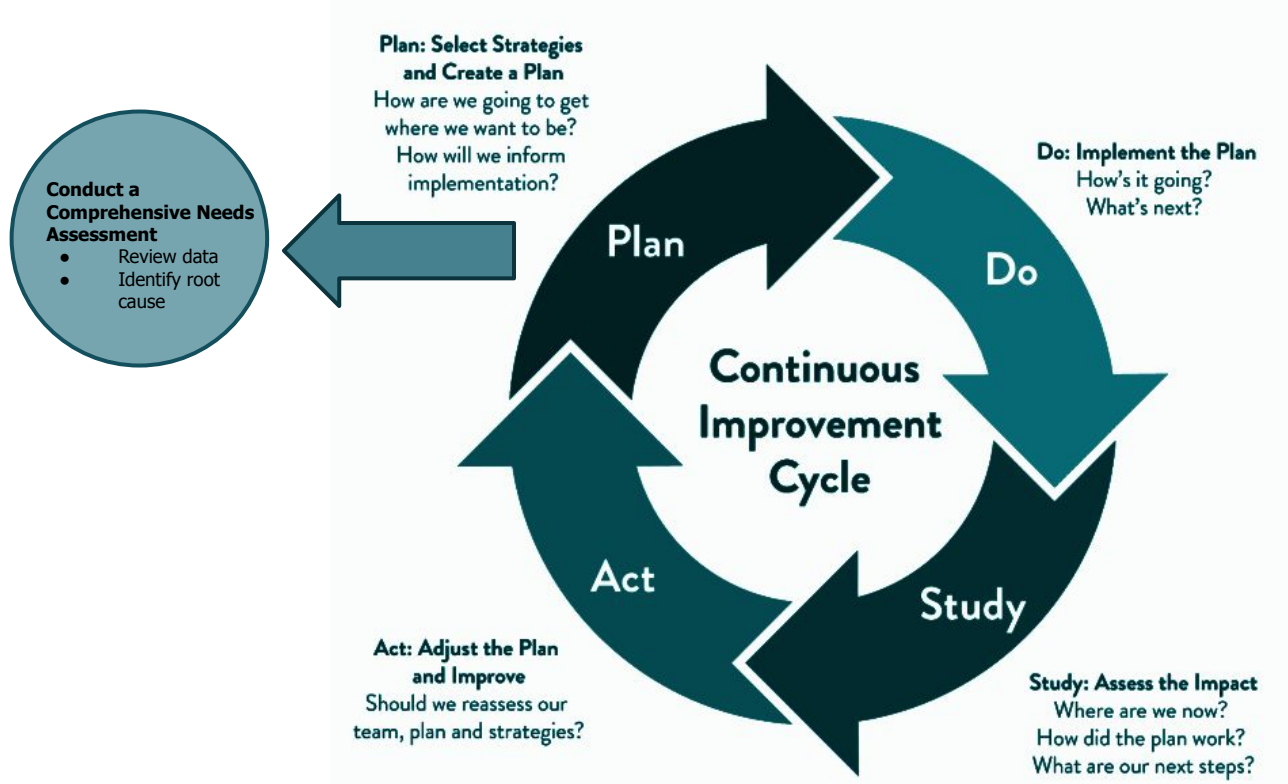 Plan: Select Strategies
and Create a Plan
How are we going to get
where we want to be?
How will we inform
implementation?
Conduct a
Comprehensive Needs
Assessment
● Review data
● Identify root
cause
Plan
Do: Implement the Plan
How's it going?
What's next?
Do
Continuous
Improvement
Cycle
Study
Study: Assess the Impact
Where are we now?
How did the plan work?
What are our next steps?
Act
Act: Adjust the Plan
and Improve
Should we reassess our
team, plan and strategies?